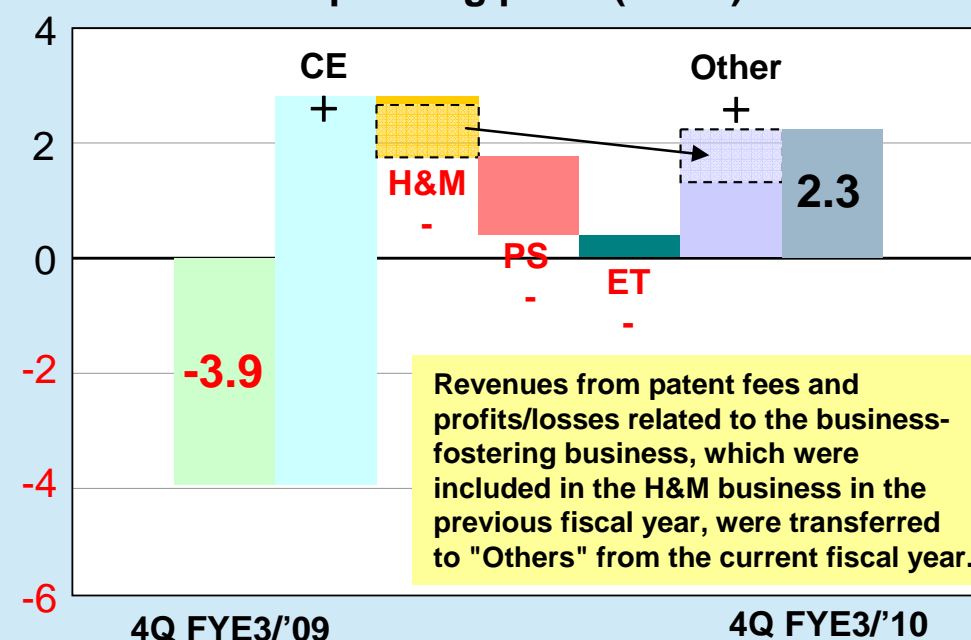 4
2
0
-2
-4
-6
CE
+
H&M
-
PS
-
ET
-
Other
+
-3.9
2.3
Revenues from patent fees and
profits/losses related to the business-
fostering business, which were
included in the H&M business in the
previous fiscal year, were transferred
to "Others" from the current fiscal year.
4Q FYE3/’09
4Q FYE3/’10